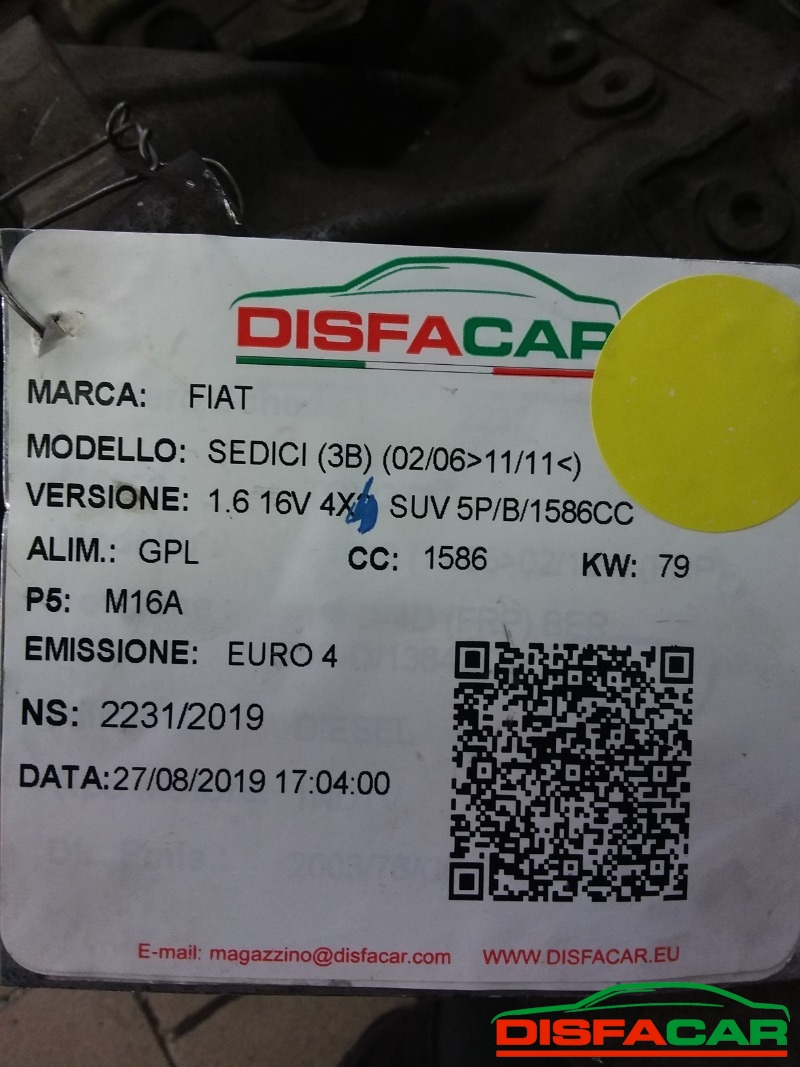 DISFACAR
MARCA: FIAT
MODELLO: SEDICI (3B) (02/06>11/11<)
VERSIONE: 1.6 16V 4X SUV 5P/B/1586CC
ALIM.: GPL CC: 1586 KW: 79
P5: M16A
EMISSIONE: EURO 4
NS: 2231/2019
DATA:27/08/2019 17:04:00
E-mail: magazzino@disfacar.com WWW.DISFACAR.EU
DISFACAR